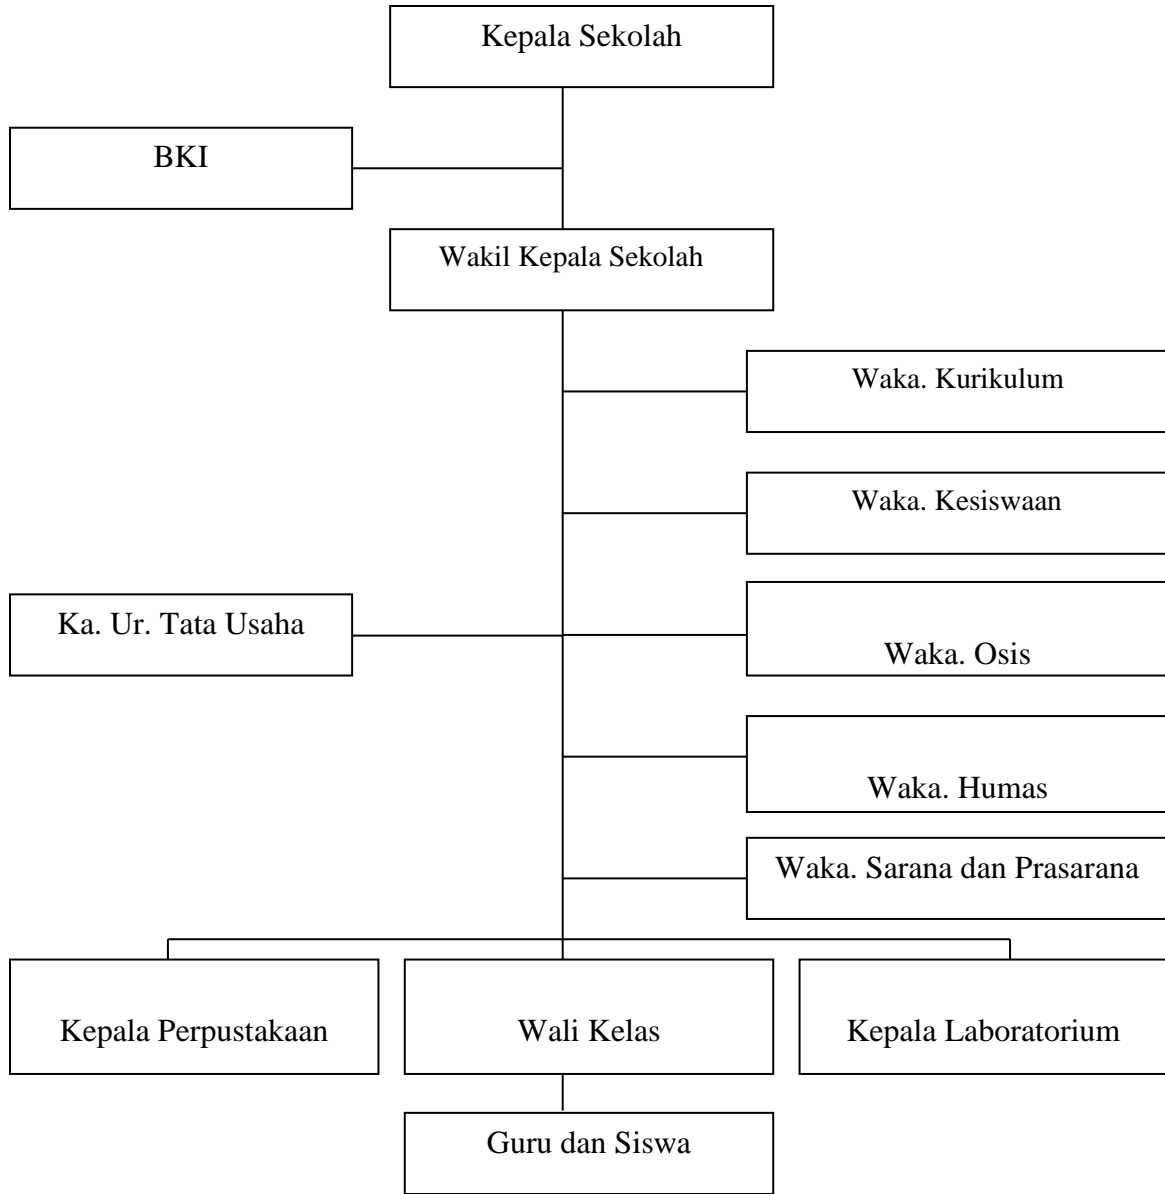 Kepala Sekolah
BKI
Wakil Kepala Sekolah
Waka. Kurikulum
Waka. Kesiswaan
Ka. Ur. Tata Usaha
Waka. Osis
Waka. Humas
Waka. Sarana dan Prasarana
Kepala Perpustakaan
Wali Kelas
Kepala Laboratorium
Guru dan Siswa